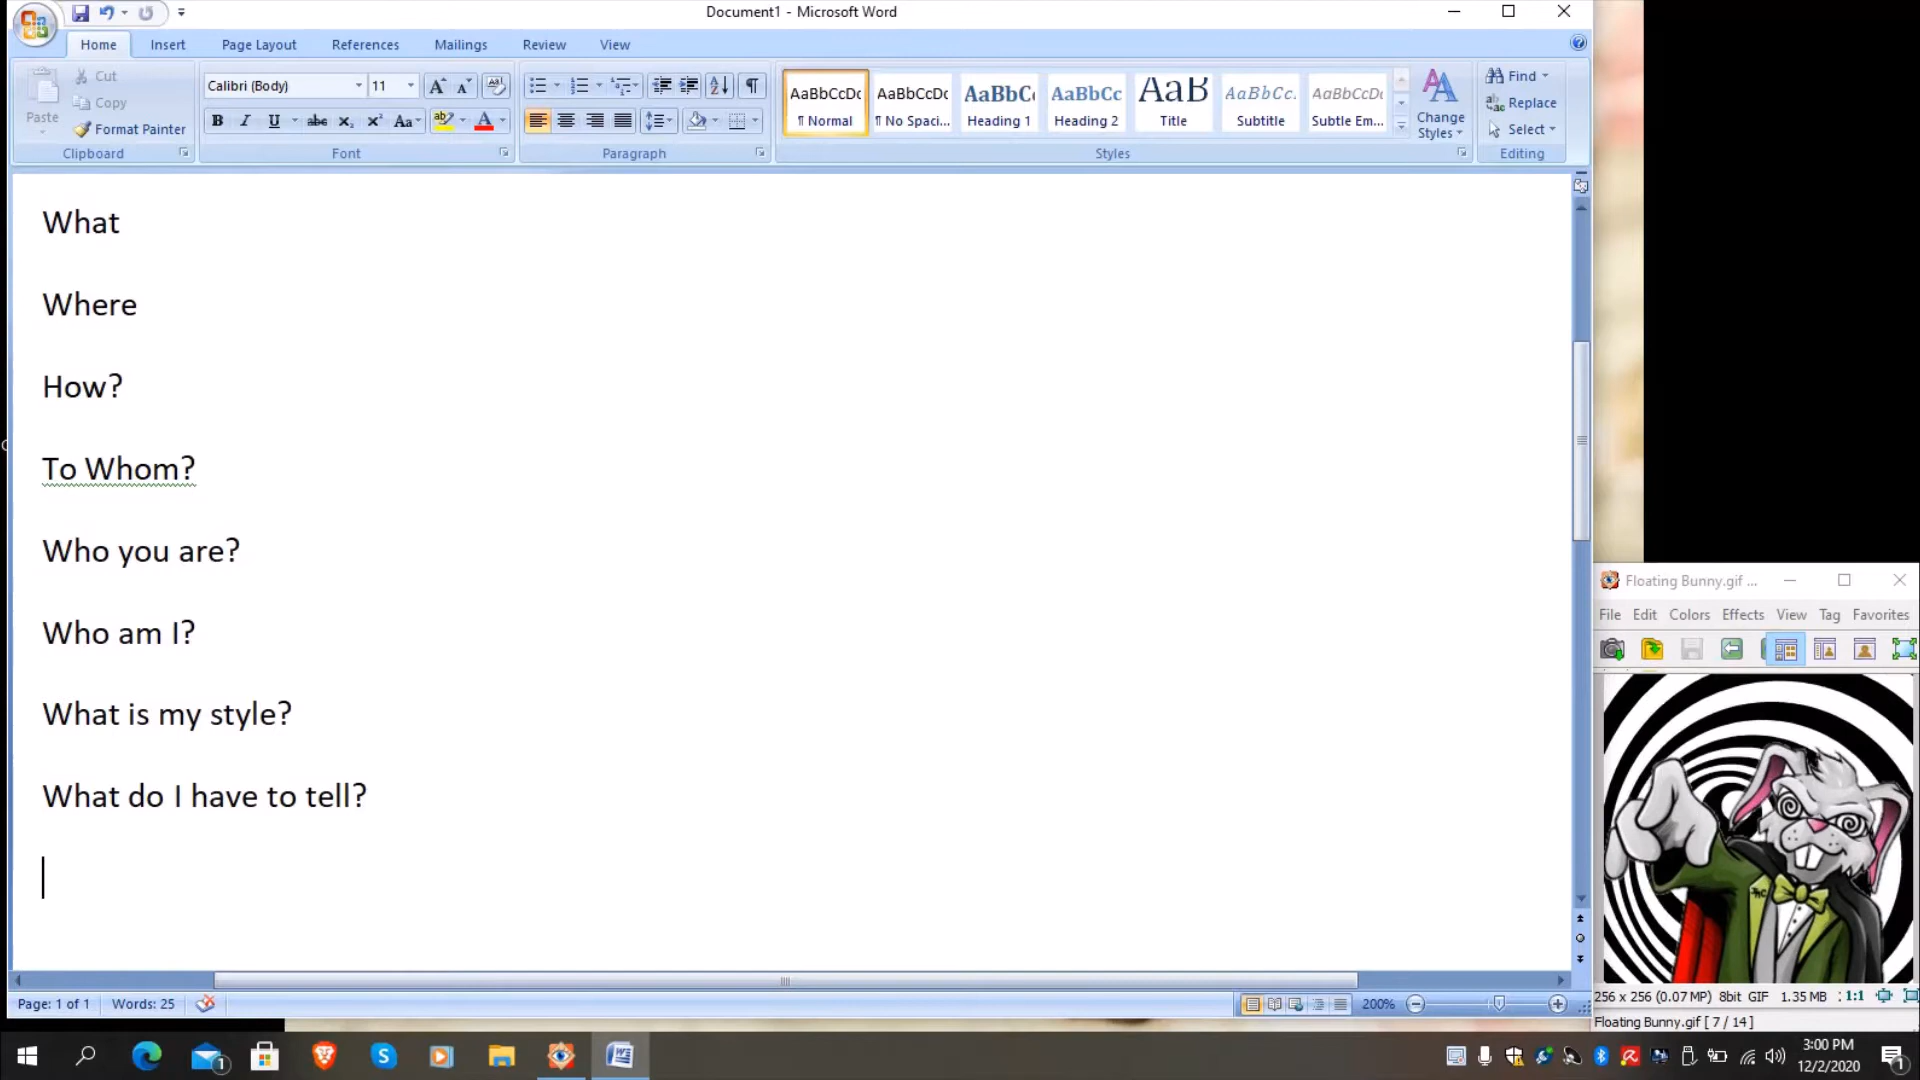 Document1 - Microsoft Word
Home Insert Page Layout References Mailings Review View
Paste
Cut
Copy
Format Painter
Clipboard
Calibri (Body) 11
B I U abc x₂ x² Aa
ab A
Font
Paragraph
AaBbCcDc AaBbCcDc AaBbC AaBbCc AaB AaBbCc. AaBbCcDc
¶ Normal ¶ No Spaci... Heading 1 Heading 2 Title Subtitle Subtle Em...
Change Styles
Styles
Find
Replace
Select
Editing
What
Where
How?
To Whom?
Who you are?
Who am I?
What is my style?
What do I have to tell?
Page: 1 of 1 Words: 25 200%
Floating Bunny.gif ...
File Edit Colors Effects View Tag Favorites
256 x 256 (0.07 MP) 8bit GIF 1.35 MB 1:1
Floating Bunny.gif [ 7 / 14 ]
3:00 PM
12/2/2020